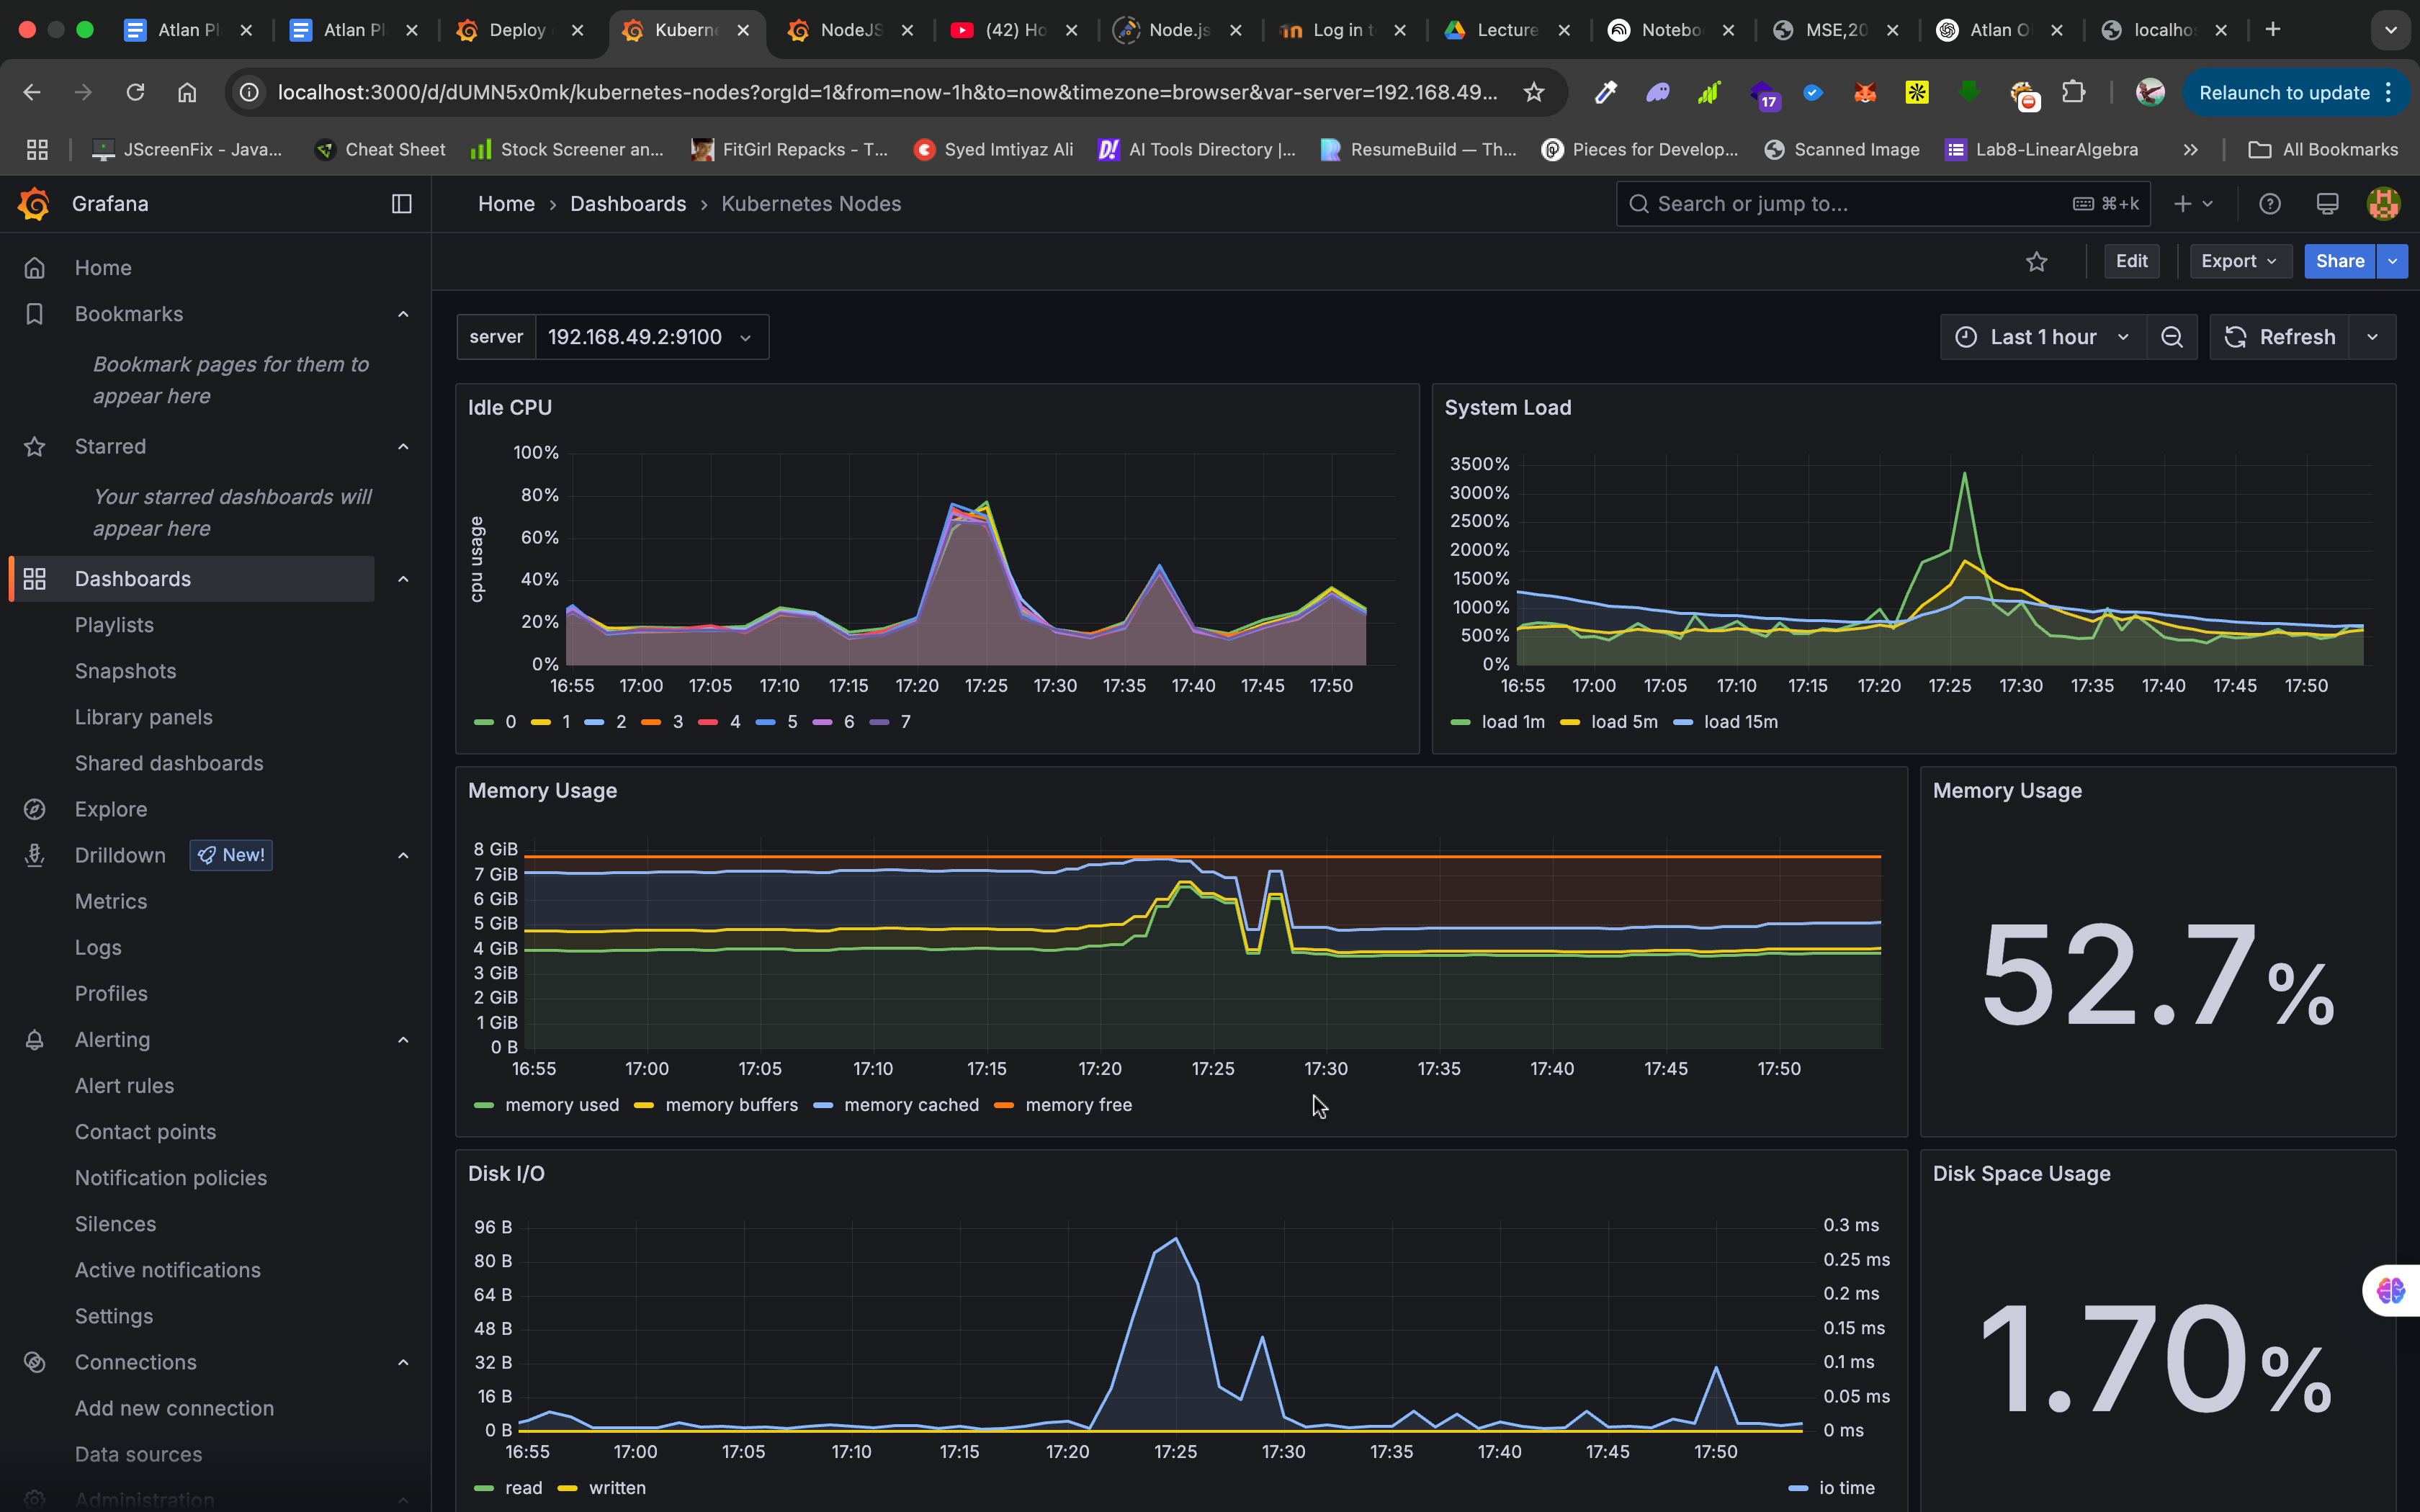 Atlan Pl
Atlan Pl
Deploy
Kuberne
NodeJS
(42) Ho
Node.js
Log in t
Lecture
Notebo
MSE,20
Atlan O
localho
localhost:3000/d/dUMN5x0mk/kubernetes-nodes?orgId=1&from=now-1h&to=now&timezone=browser&var-server=192.168.49...
17
Relaunch to update
JScreenFix - Java...
Cheat Sheet
Stock Screener an...
FitGirl Repacks - T...
Syed Imtiyaz Ali
AI Tools Directory |...
ResumeBuild — Th...
Pieces for Develop...
Scanned Image
Lab8-LinearAlgebra
All Bookmarks
Grafana
Home › Dashboards › Kubernetes Nodes
Search or jump to...
⌘+k
Edit
Export
Share
Home
Bookmarks
Bookmark pages for them to
appear here
Starred
Your starred dashboards will
appear here
Dashboards
Playlists
Snapshots
Library panels
Shared dashboards
Explore
Drilldown
New!
Metrics
Logs
Profiles
Alerting
Alert rules
Contact points
Notification policies
Silences
Active notifications
Settings
Connections
Add new connection
Data sources
Administration
server
192.168.49.2:9100
Last 1 hour
Refresh
Idle CPU
cpu usage
100%
80%
60%
40%
20%
0%
16:55 17:00 17:05 17:10 17:15 17:20 17:25 17:30 17:35 17:40 17:45 17:50
0 1 2 3 4 5 6 7
System Load
3500%
3000%
2500%
2000%
1500%
1000%
500%
0%
16:55 17:00 17:05 17:10 17:15 17:20 17:25 17:30 17:35 17:40 17:45 17:50
load 1m load 5m load 15m
Memory Usage
8 GiB
7 GiB
6 GiB
5 GiB
4 GiB
3 GiB
2 GiB
1 GiB
0 B
16:55 17:00 17:05 17:10 17:15 17:20 17:25 17:30 17:35 17:40 17:45 17:50
memory used memory buffers memory cached memory free
Memory Usage
52.7%
Disk I/O
96 B
80 B
64 B
48 B
32 B
16 B
0 B
0.3 ms
0.25 ms
0.2 ms
0.15 ms
0.1 ms
0.05 ms
0 ms
16:55 17:00 17:05 17:10 17:15 17:20 17:25 17:30 17:35 17:40 17:45 17:50
read written
io time
Disk Space Usage
1.70%